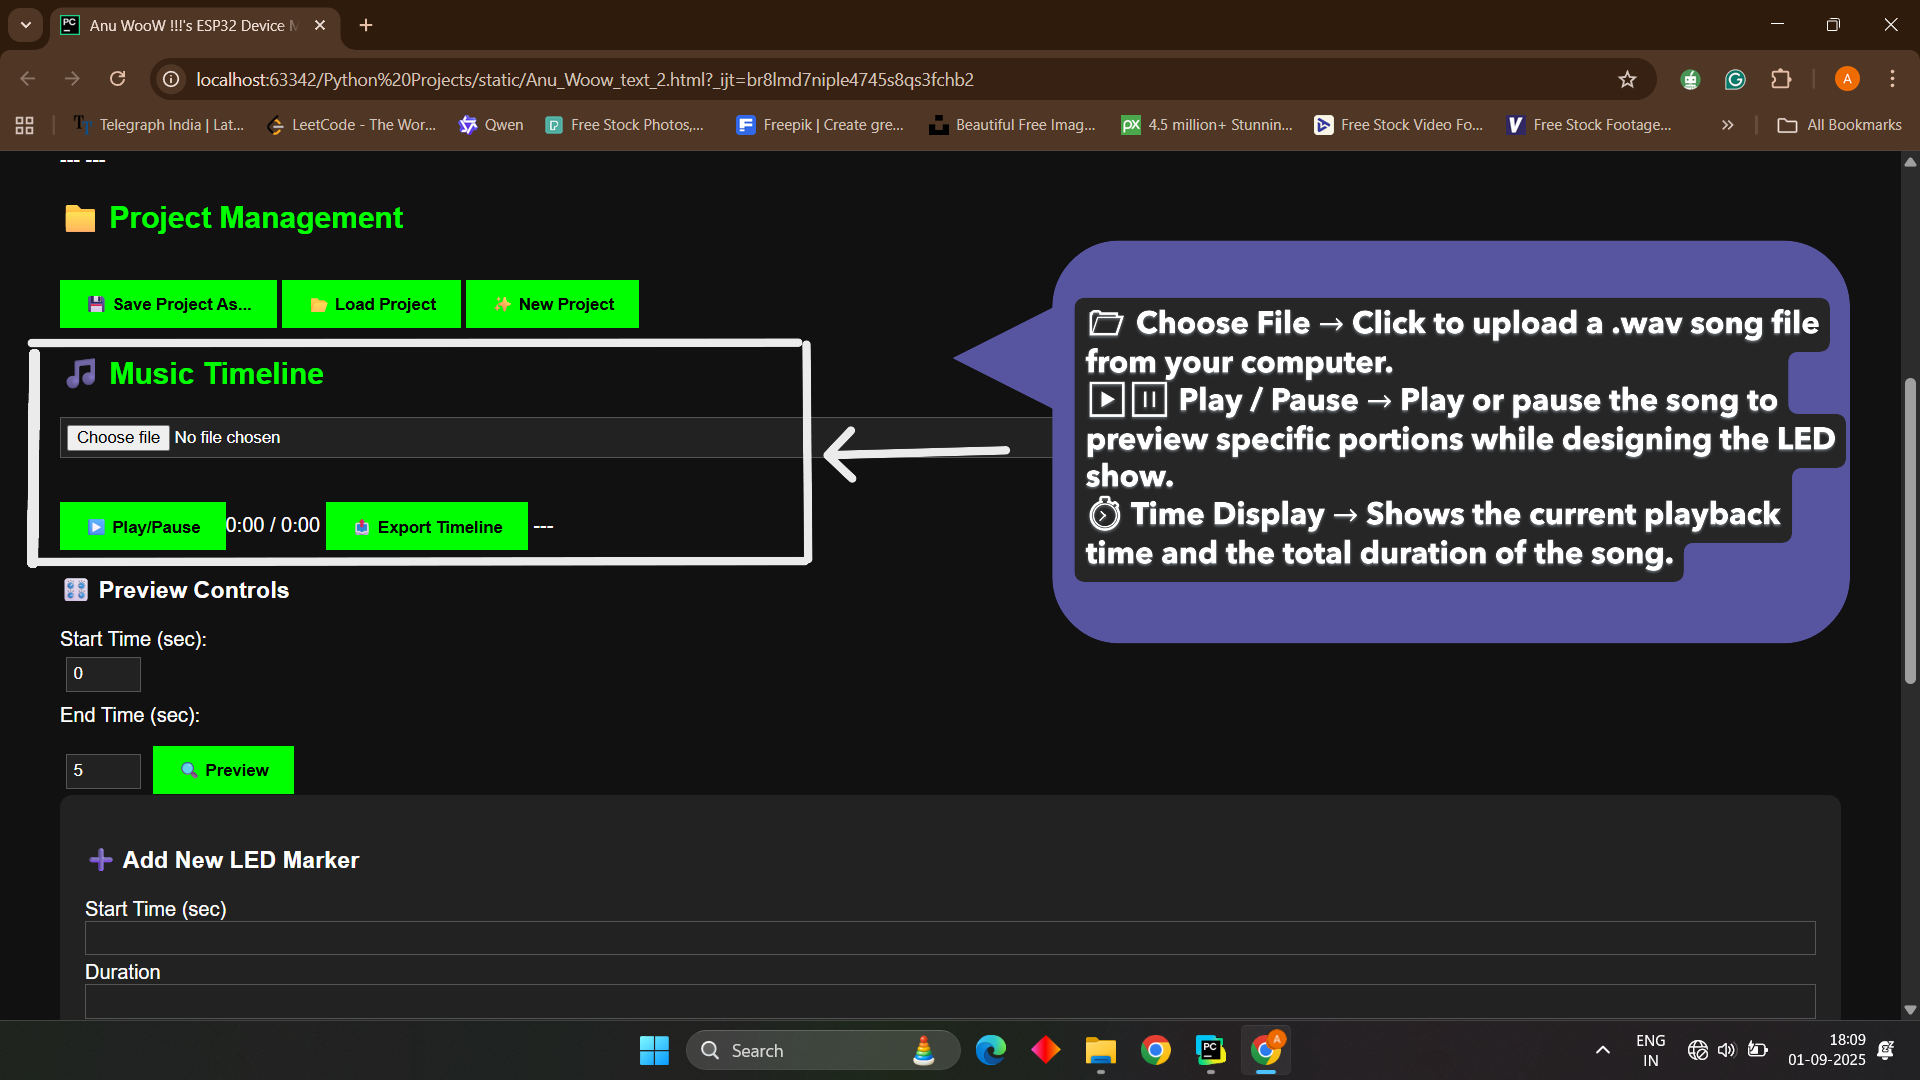 Anu WooW !!!'s ESP32 Device
localhost:63342/Python%20Projects/static/Anu_Woow_text_2.html?_ijt=br8lmd7niple4745s8qs3fchb2
A
Telegraph India | Lat... LeetCode - The Wor... Qwen Free Stock Photos,... Freepik | Create gre... Beautiful Free Imag... 4.5 million+ Stunnin... Free Stock Video Fo... Free Stock Footage... All Bookmarks
--- ---
Project Management
Save Project As... Load Project New Project
Music Timeline
Choose file No file chosen
Play/Pause 0:00 / 0:00 Export Timeline ---
Choose File → Click to upload a .wav song file
from your computer.
Play / Pause → Play or pause the song to
preview specific portions while designing the LED
show.
Time Display → Shows the current playback
time and the total duration of the song.
Preview Controls
Start Time (sec):
0
End Time (sec):
5 Preview
Add New LED Marker
Start Time (sec)
Duration
Search
ENG
IN
18:09
01-09-2025